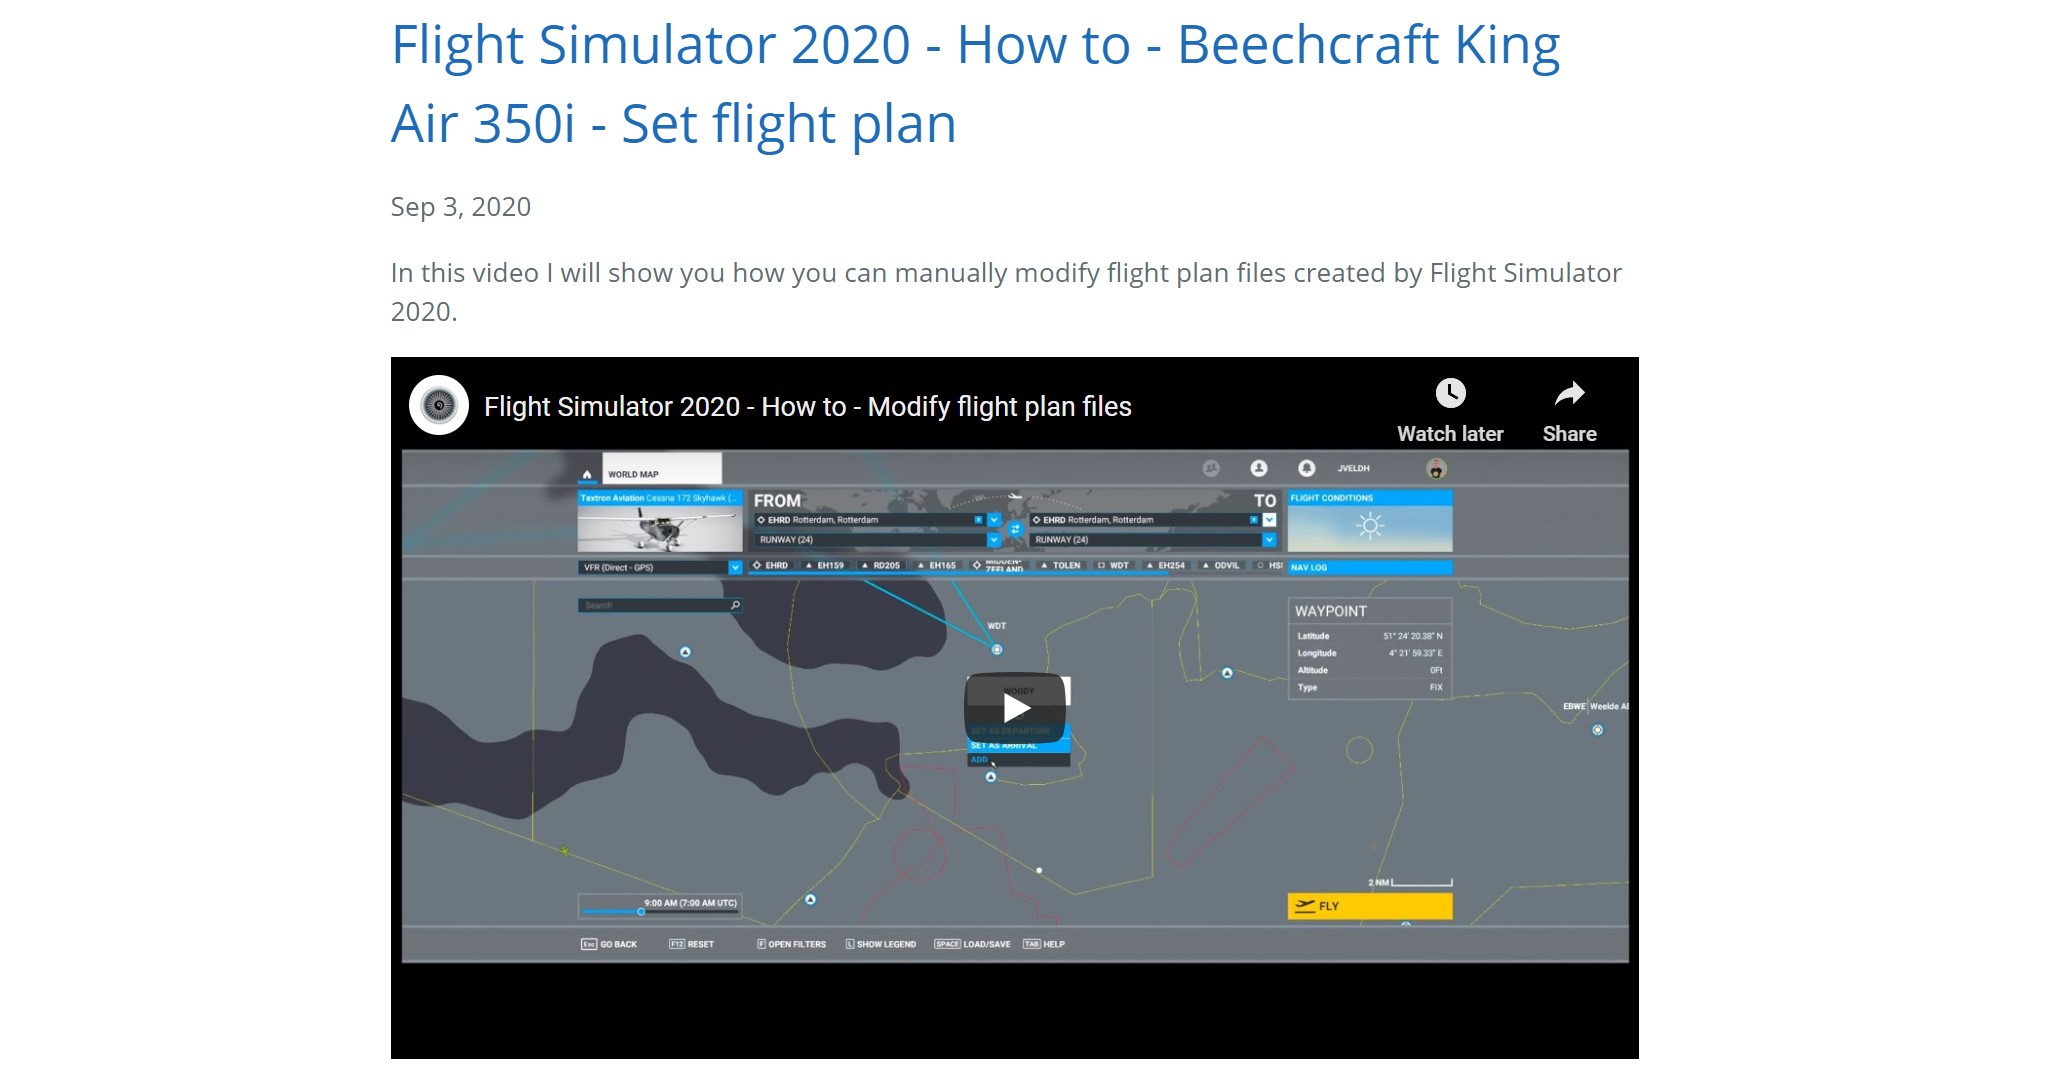 Flight Simulator 2020 - How to - Beechcraft King
Air 350i - Set flight plan
Sep 3, 2020
In this video I will show you how you can manually modify flight plan files created by Flight Simulator
2020.
Flight Simulator 2020 - How to - Modify flight plan files
Watch later
Share
WORLD MAP
JVELDH
Textron Aviation Cessna 172 Skyhawk (...
FROM
TO
FLIGHT CONDITIONS
EHRD Rotterdam, Rotterdam
EHRD Rotterdam, Rotterdam
RUNWAY (24)
RUNWAY (24)
VFR (Direct - GPS)
EHRD
EH159
RD205
EH165
MIDDEN-
ZEELAND
TOLEN
WDT
EH254
ODVIL
HSI
NAV LOG
Search
WDT
WAYPOINT
Latitude 51° 24' 20.38" N
Longitude 4° 21' 59.33" E
Altitude 0Ft
Type FIX
WOODY
SET AS DEPARTURE
SET AS ARRIVAL
ADD
EBWE Weelde
2 NM
9:00 AM (7:00 AM UTC)
FLY
Esc GO BACK
F12 RESET
F OPEN FILTERS
L SHOW LEGEND
SPACE LOAD/SAVE
TAB HELP